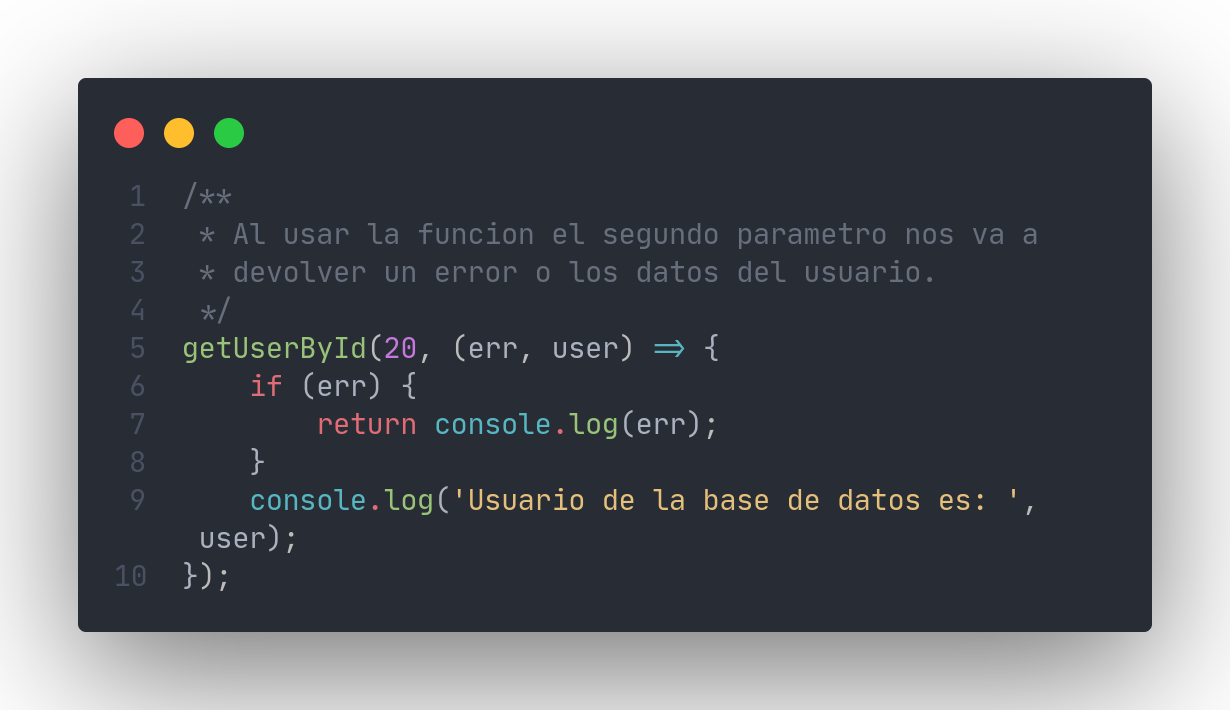 1 /**
2  * Al usar la funcion el segundo parametro nos va a
3  * devolver un error o los datos del usuario.
4  */
5 getUserById(20, (err, user) => {
6     if (err) {
7         return console.log(err);
8     }
9     console.log('Usuario de la base de datos es: ',
 user);
10 });